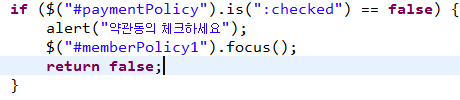 if ($("#paymentPolicy").is(":checked") == false) {
    alert("약관동의 체크하세요");
    $("#memberPolicy1").focus();
    return false;
}